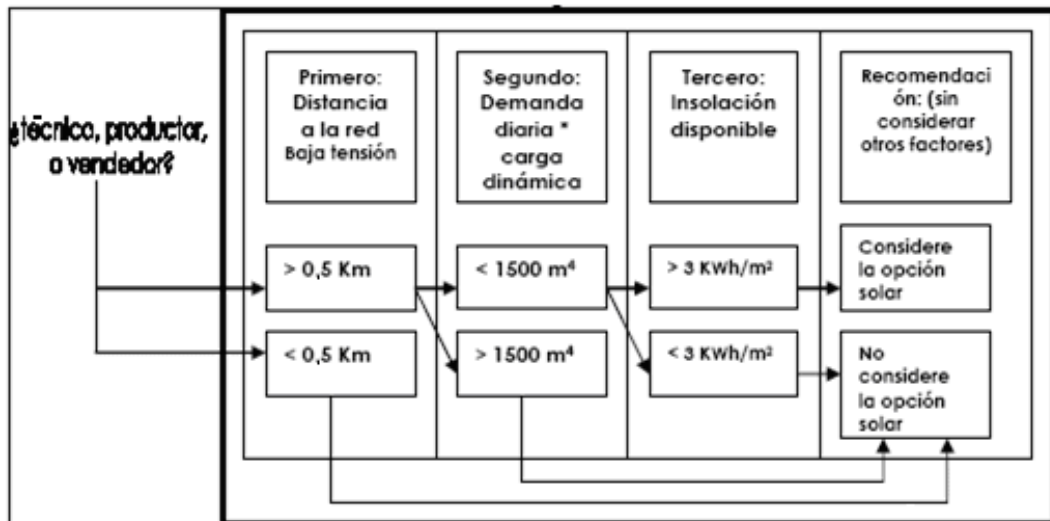 ¿técnico, productor,
o vendedor?
Primero:
Distancia
a la red
Baja tensión
Segundo:
Demanda
diaria *
carga
dinámica
Tercero:
Insolación
disponible
Recomendaci
ón: (sin
considerar
otros factores)
> 0,5 Km
< 1500 m⁴
> 3 KWh/m²
Considere
la opción
solar
< 0,5 Km
> 1500 m⁴
< 3 KWh/m²
No
considere
la opción
solar